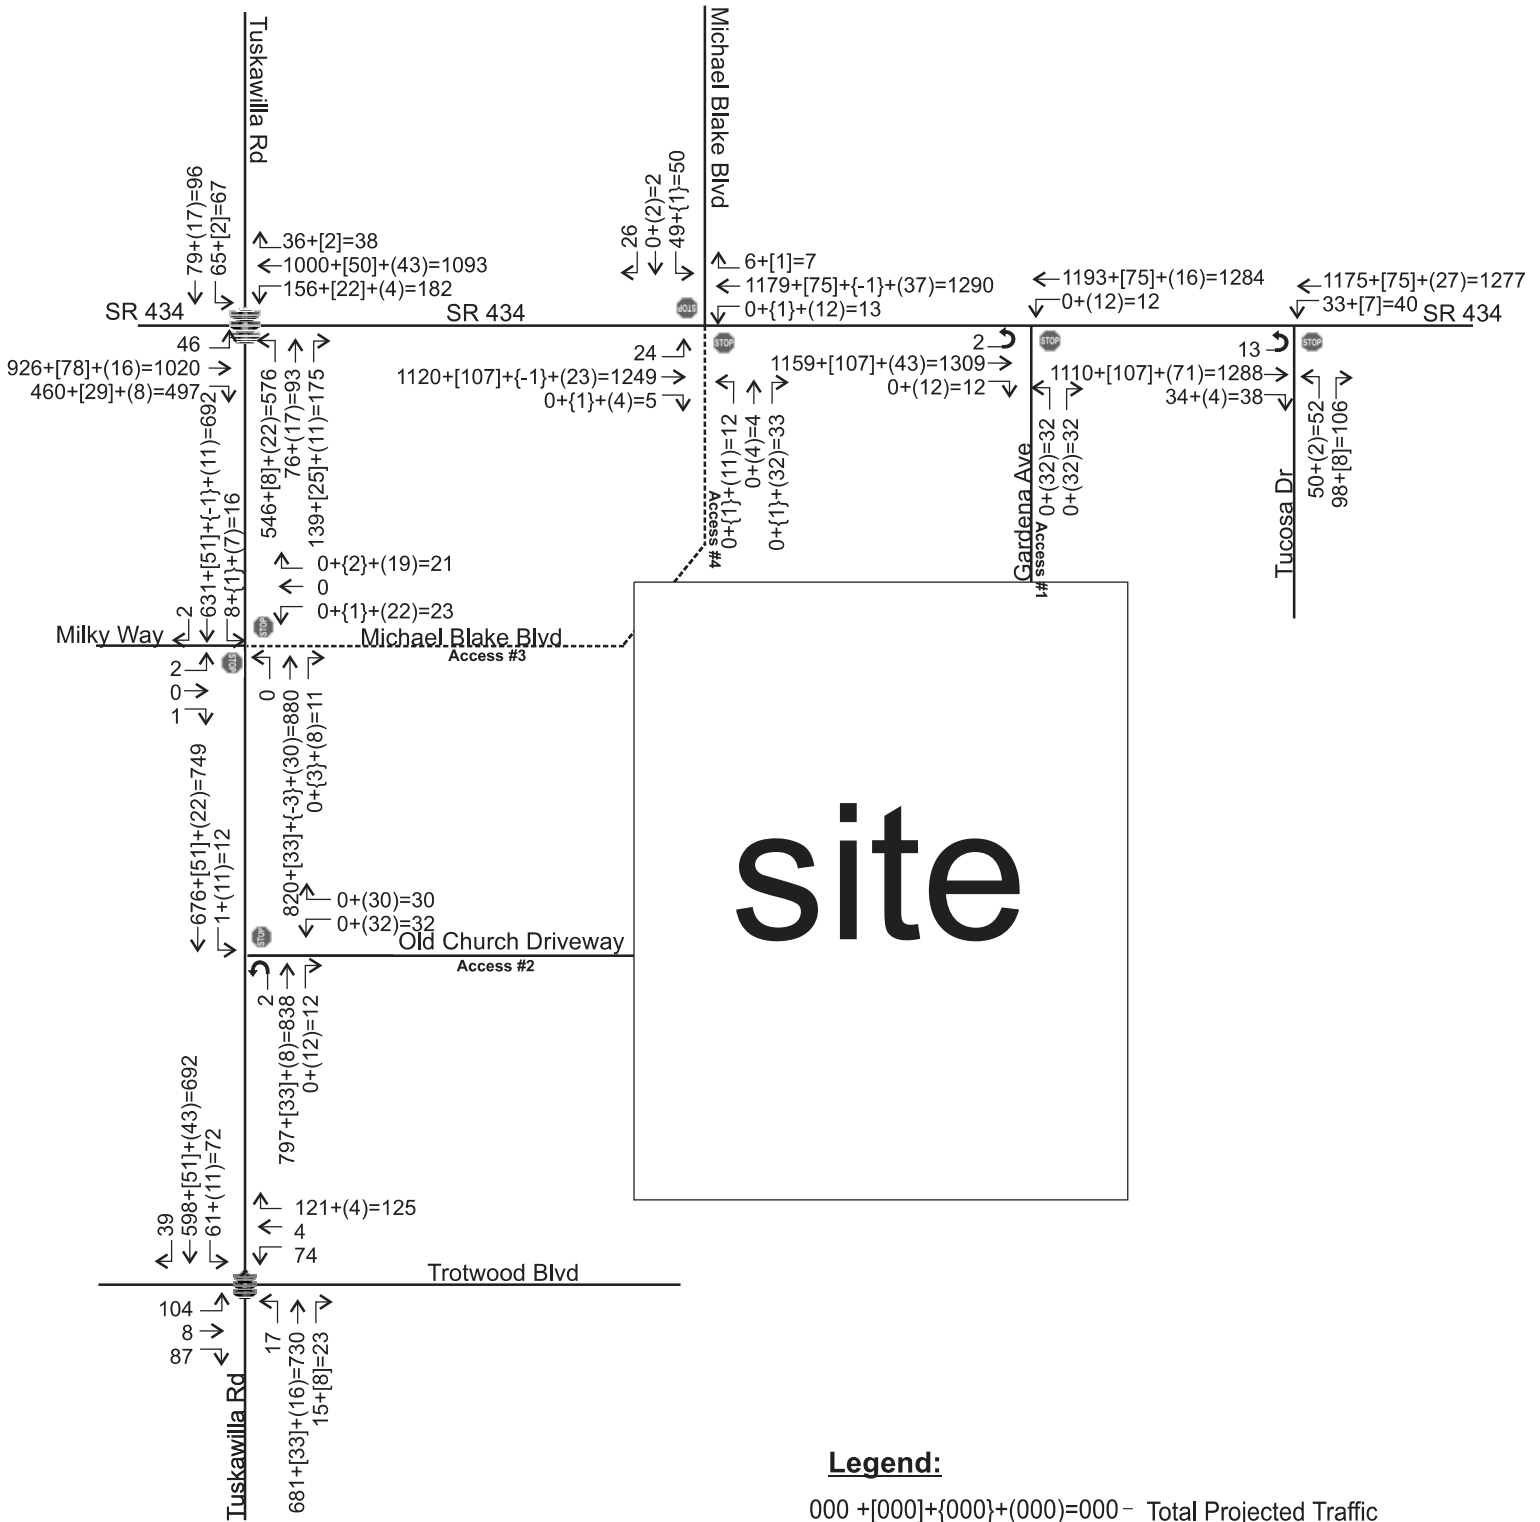 Tuskawilla Rd
Michael Blake Blvd
79+(17)=96
65+[2]=67
36+[2]=38
1000+[50]+(43)=1093
156+[22]+(4)=182
26
0+(2)=2
49+{1}=50
6+[1]=7
1179+[75]+{-1}+(37)=1290
0+{1}+(12)=13
1193+[75]+(16)=1284
0+(12)=12
1175+[75]+(27)=1277
33+[7]=40
SR 434
SR 434
SR 434
STOP
STOP
STOP
STOP
46
926+[78]+(16)=1020
460+[29]+(8)=497
546+[8]+(22)=576
76+(17)=93
139+[25]+(11)=175
24
1120+[107]+{-1}+(23)=1249
0+{1}+(4)=5
0+{1}+(11)=12
0+(4)=4
0+{1}+(32)=33
Access #4
2
1159+[107]+(43)=1309
0+(12)=12
0+(32)=32
0+(32)=32
Gardena Ave
Access #1
13
1110+[107]+(71)=1288
34+(4)=38
50+(2)=52
98+[8]=106
Tucosa Dr
2
631+[51]+{-1}+(11)=692
8+{1}+(7)=16
0+{2}+(19)=21
0
0+{1}+(22)=23
STOP
Milky Way
Michael Blake Blvd
Access #3
STOP
2
0
1
0
820+[33]+{-3}+(30)=880
0+{3}+(8)=11
676+[51]+(22)=749
1+(11)=12
0+(30)=30
0+(32)=32
STOP
Old Church Driveway
Access #2
site
2
797+[33]+(8)=838
0+(12)=12
39
598+[51]+(43)=692
61+(11)=72
121+(4)=125
4
74
Trotwood Blvd
104
8
87
17
681+[33]+(16)=730
15+[8]=23
Tuskawilla Rd
Legend:
000 +[000]+{000}+(000)=000 – Total Projected Traffic